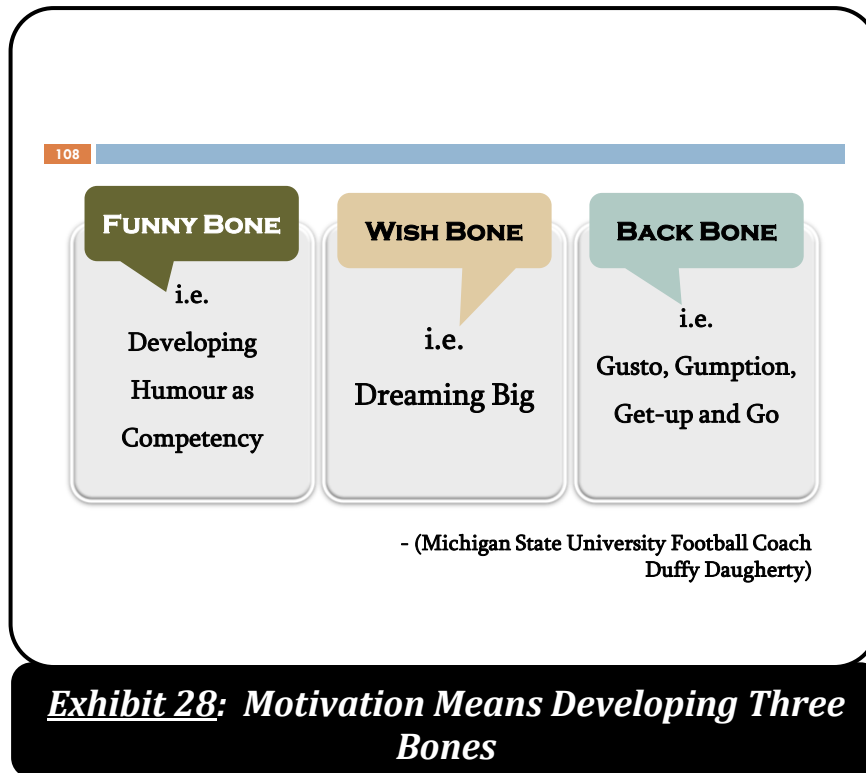 108
FUNNY BONE
i.e.
Developing
Humour as
Competency
WISH BONE
i.e.
Dreaming Big
BACK BONE
i.e.
Gusto, Gumption,
Get-up and Go
- (Michigan State University Football Coach
Duffy Daugherty)
Exhibit 28: Motivation Means Developing Three
Bones